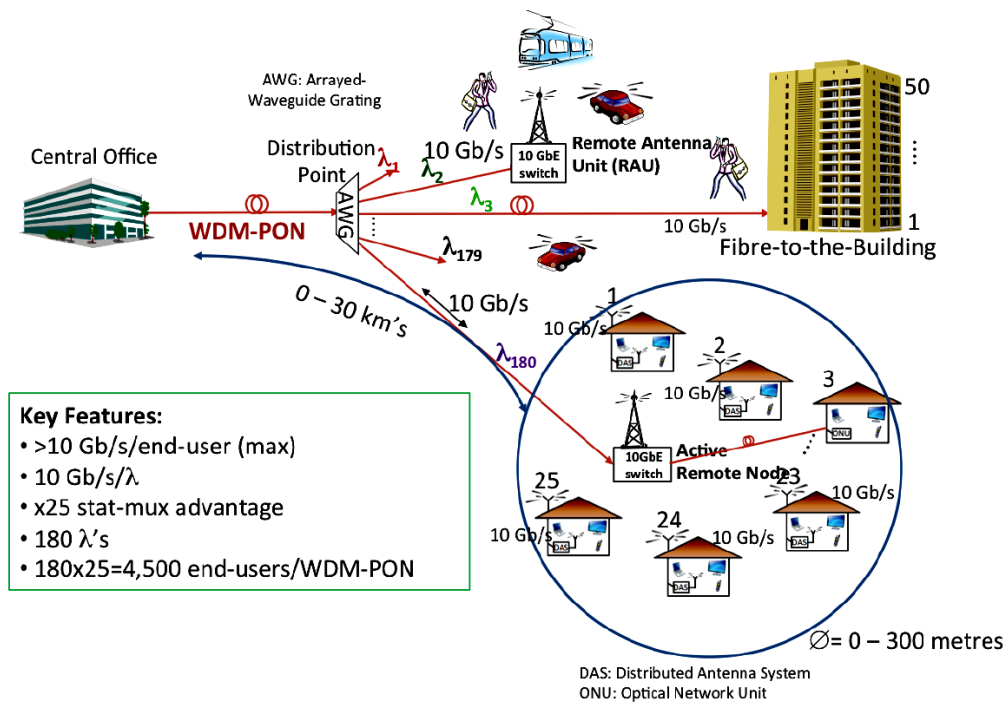 AWG: Arrayed-
Waveguide Grating
Central Office
Distribution
Point
AWG
WDM-PON
λ1
10 Gb/s
λ2
10 GbE
switch
Remote Antenna
Unit (RAU)
λ3
10 Gb/s
50
1
Fibre-to-the-Building
λ179
0 – 30 km's
10 Gb/s
λ180
1
10 Gb/s
DAS
2
10 Gb/s
DAS
3
ONU
10GbE
switch
Active
Remote Node
23
10 Gb/s
DAS
24
10 Gb/s
DAS
25
10 Gb/s
DAS
Key Features:
• >10 Gb/s/end-user (max)
• 10 Gb/s/λ
• x25 stat-mux advantage
• 180 λ's
• 180x25=4,500 end-users/WDM-PON
∅= 0 – 300 metres
DAS: Distributed Antenna System
ONU: Optical Network Unit